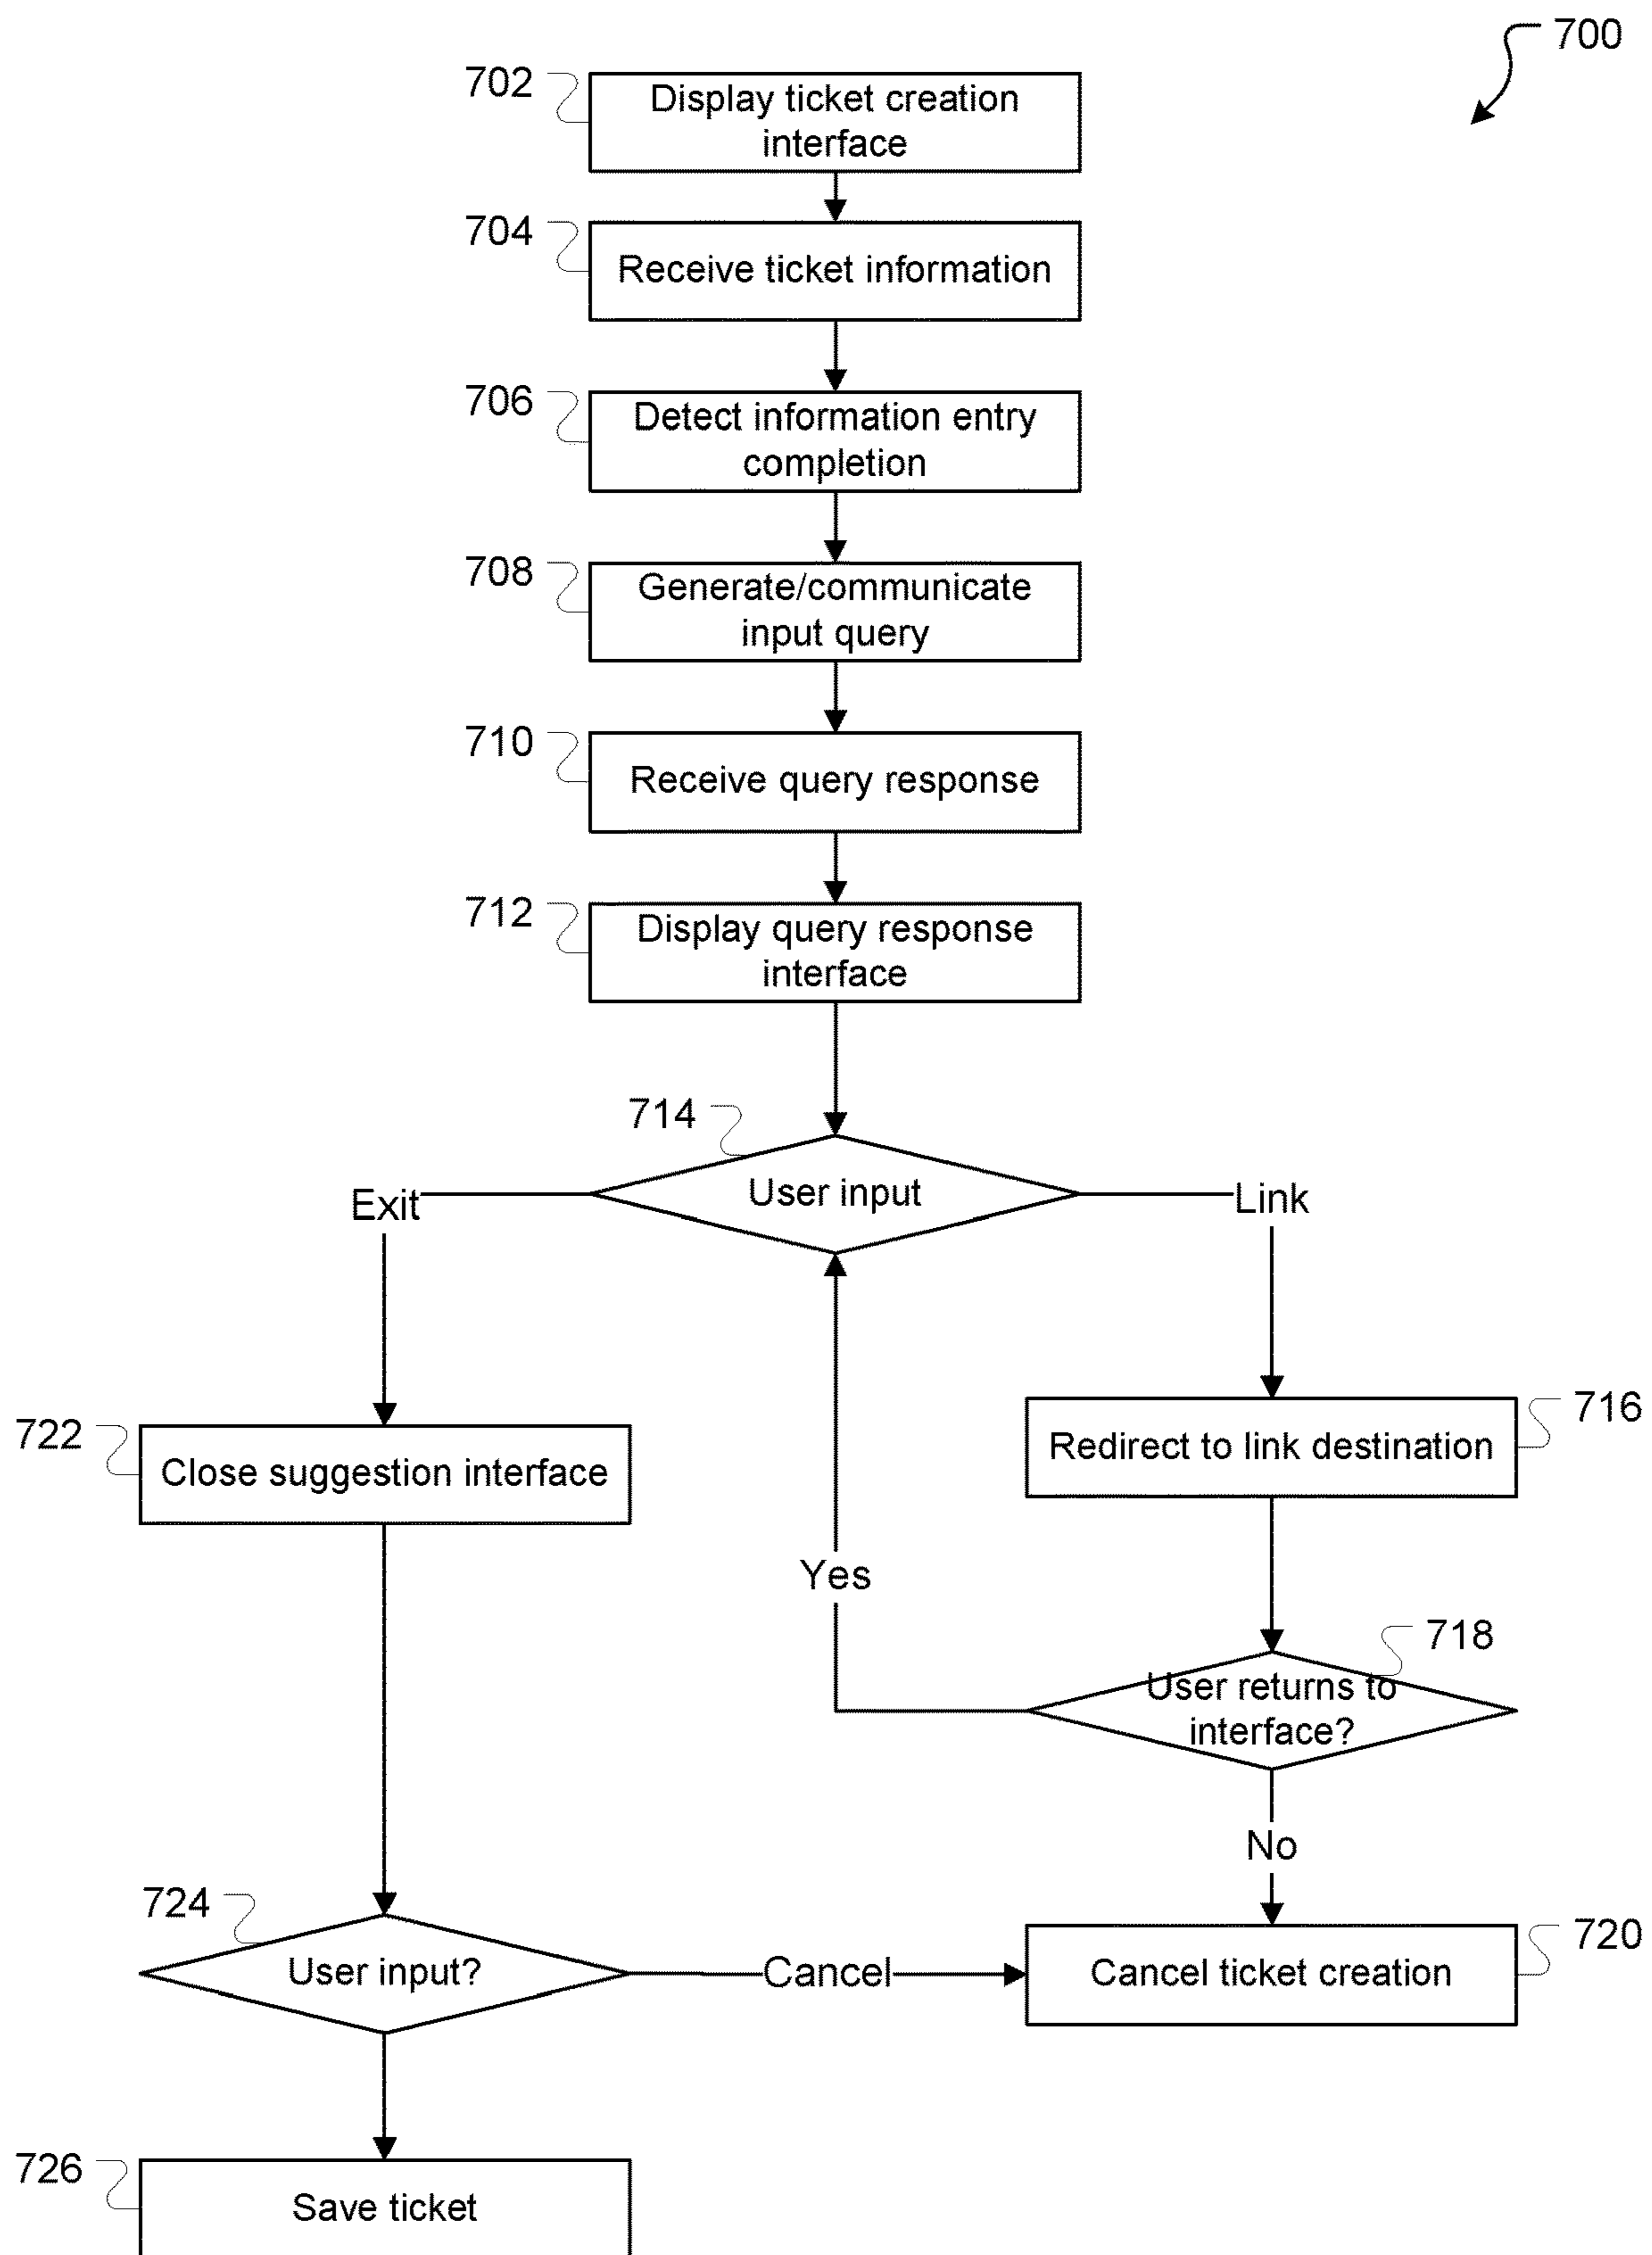 700
702
Display ticket creation
interface
704
Receive ticket information
706
Detect information entry
completion
708
Generate/communicate
input query
710
Receive query response
712
Display query response
interface
714
User input
Exit
Link
722
Close suggestion interface
716
Redirect to link destination
Yes
718
User returns to
interface?
No
724
User input?
Cancel
720
Cancel ticket creation
726
Save ticket